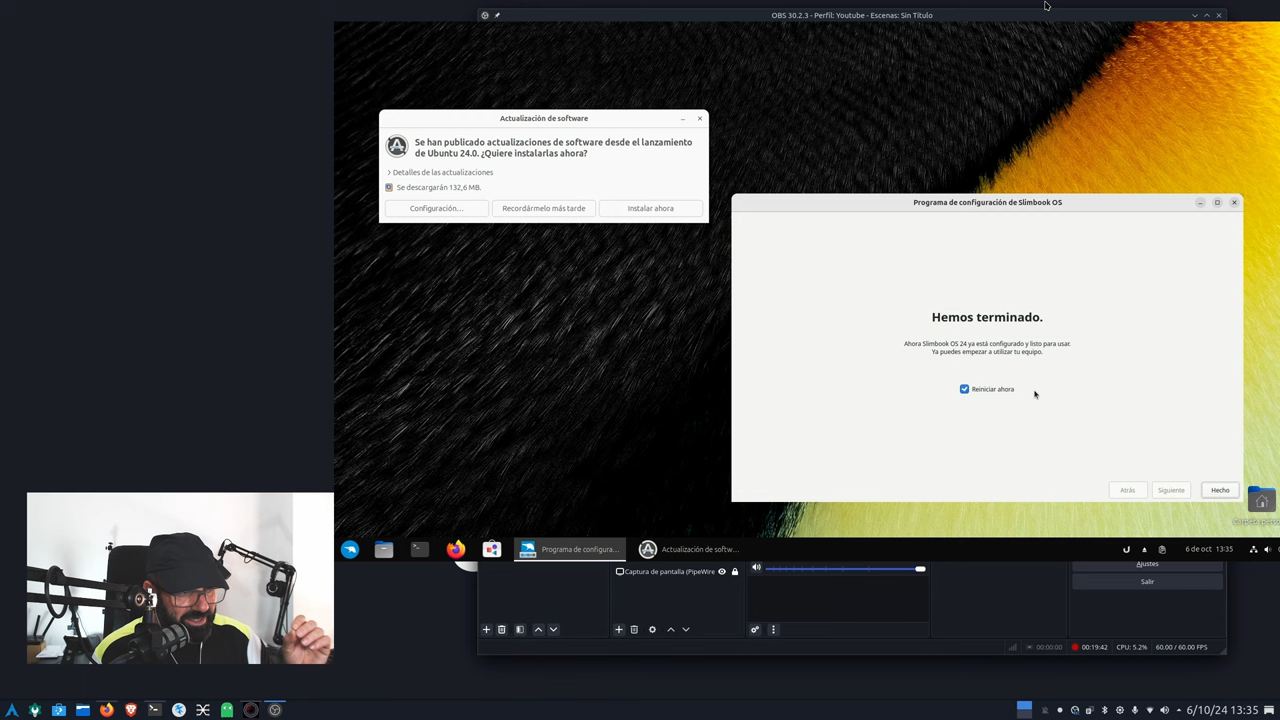 OBS 30.2.3 - Perfil: Youtube - Escenas: Sin Título
Actualización de software
Se han publicado actualizaciones de software desde el lanzamiento
de Ubuntu 24.0. ¿Quiere instalarlas ahora?
Detalles de las actualizaciones
Se descargarán 132,6 MB.
Configuración…
Recordármelo más tarde
Instalar ahora
Programa de configuración de Slimbook OS
Hemos terminado.
Ahora Slimbook OS 24 ya está configurado y listo para usar.
Ya puedes empezar a utilizar tu equipo.
Reiniciar ahora
Atrás
Siguiente
Hecho
Carpeta perso
Programa de configura…
Actualización de softw…
6 de oct 13:35
Captura de pantalla (PipeWire
Ajustes
Salir
00:00:00
00:19:42
CPU: 5.2%
60.00 / 60.00 FPS
6/10/24 13:35